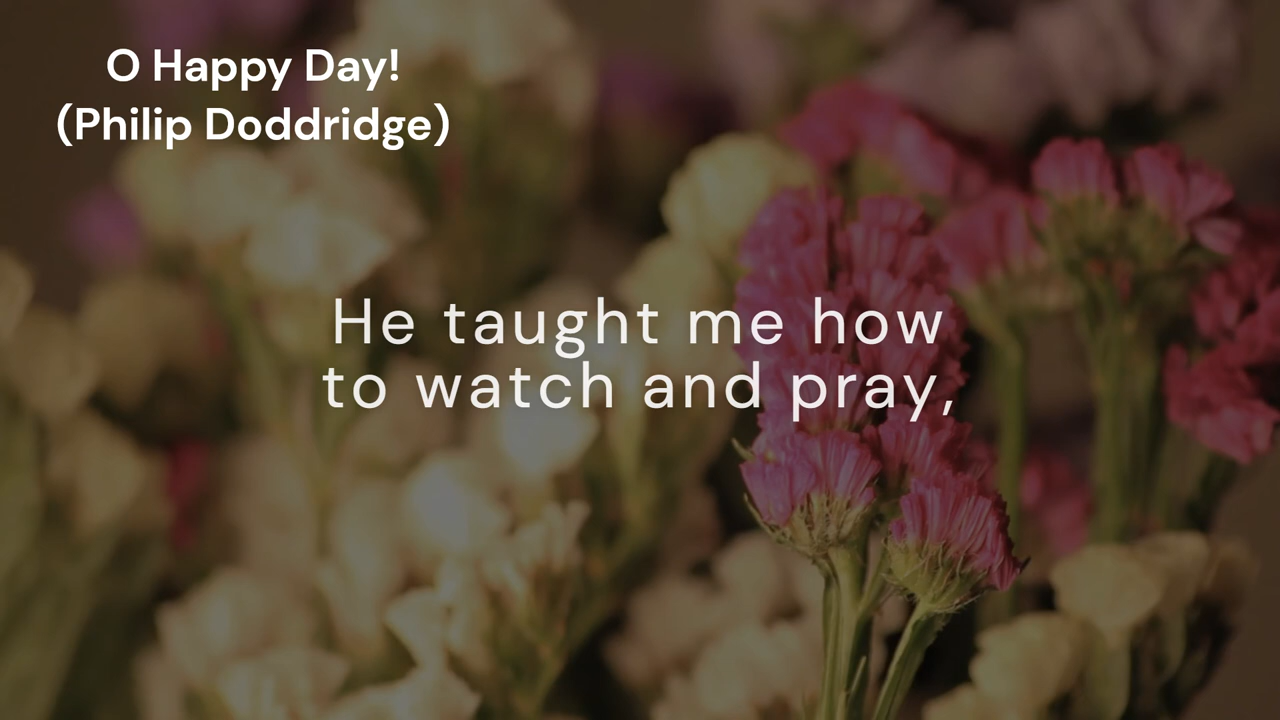 O Happy Day!
(Philip Doddridge)
He taught me how
to watch and pray,